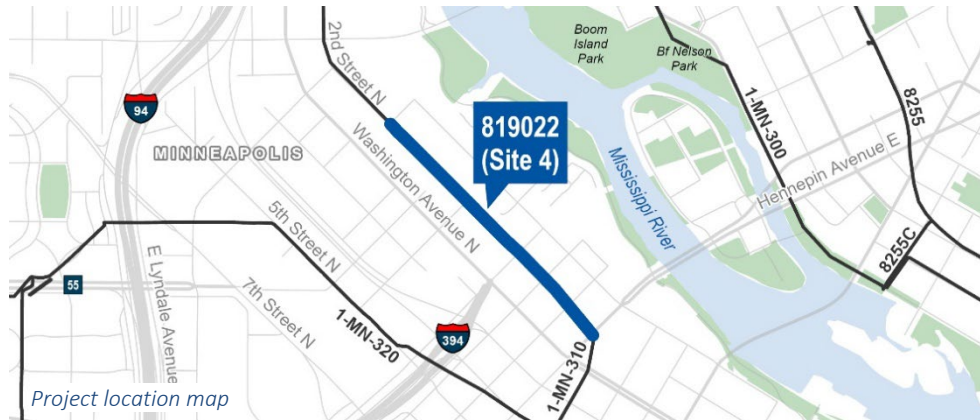 2nd Street N
Boom
Island
Park
Bf Nelson
Park
94
819022
(Site 4)
1-MN-300
8255
MINNEAPOLIS
Washington Avenue N
Mississippi River
Hennepin Avenue E
5th Street N
8255C
55
E Lyndale Avenue
7th Street N
1-MN-320
394
1-MN-310
Project location map